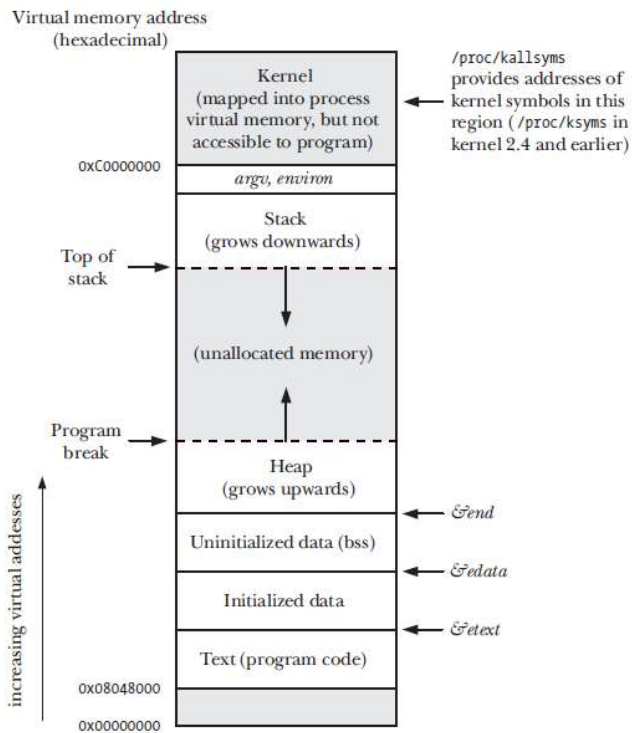 Virtual memory address
(hexadecimal)
/proc/kallsyms
provides addresses of
kernel symbols in this
region (/proc/ksyms in
kernel 2.4 and earlier)
Kernel
(mapped into process
virtual memory, but not
accessible to program)
0xC0000000
argv, environ
Stack
(grows downwards)
Top of
stack
(unallocated memory)
Program
break
Heap
(grows upwards)
&end
Uninitialized data (bss)
&edata
Initialized data
&etext
Text (program code)
0x08048000
0x00000000
increasing virtual addesses